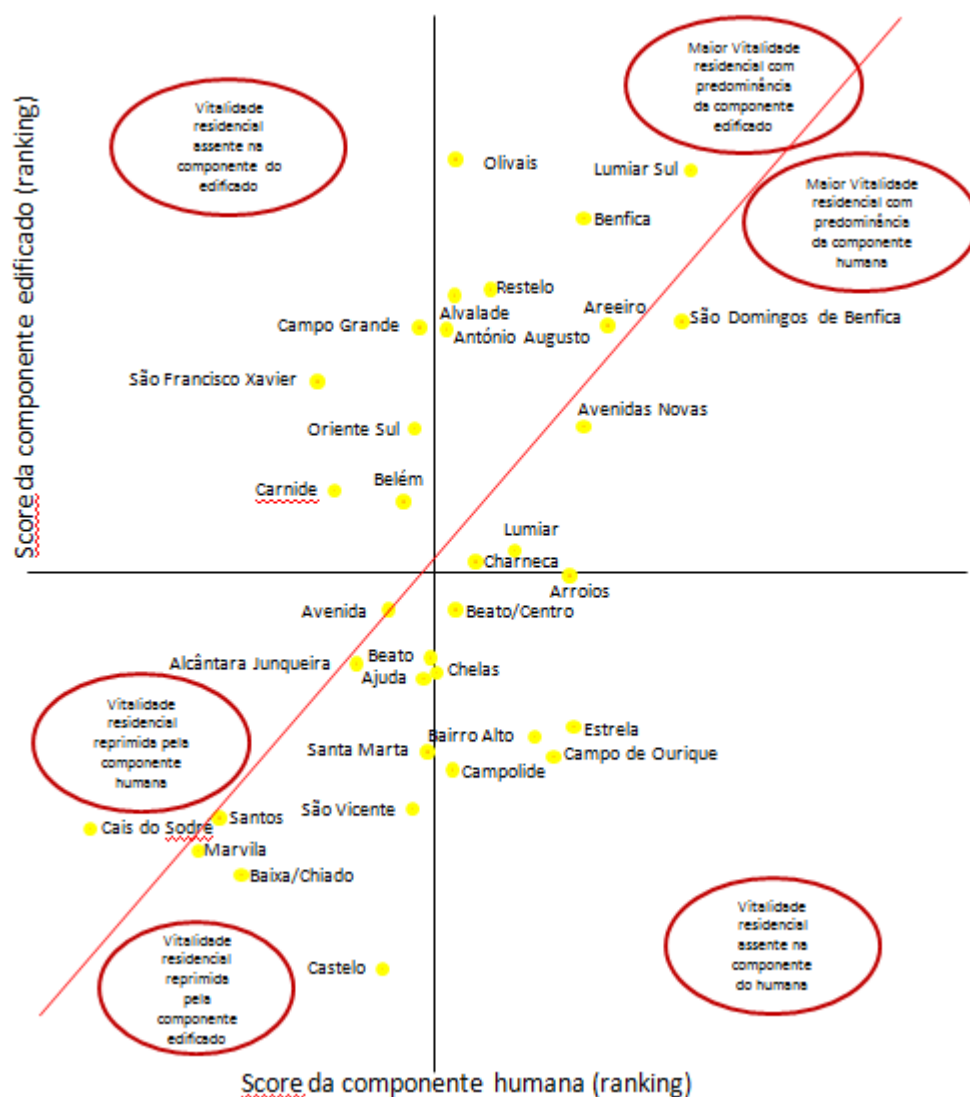 Maior Vitalidade
residencial com
predominância
da componente
edificado
Vitalidade
residencial
assente na
componente do
edificado
Olivais
Lumiar Sul
Maior Vitalidade
residencial com
predominância
da componente
humana
Benfica
Score da componente edificado (ranking)
Restelo
Alvalade
Areeiro
Campo Grande
António Augusto
São Domingos de Benfica
São Francisco Xavier
Avenidas Novas
Oriente Sul
Carnide
Belém
Lumiar
Charneca
Arroios
Avenida
Beato/Centro
Beato
Alcântara Junqueira
Ajuda
Chelas
Vitalidade
residencial
reprimida pela
componente
humana
Estrela
Bairro Alto
Santa Marta
Campo de Ourique
Campolide
São Vicente
Santos
Cais do Sodré
Marvila
Baixa/Chiado
Vitalidade
residencial
assente na
componente
do humana
Vitalidade
residencial
reprimida
pela
componente
edificado
Castelo
Score da componente humana (ranking)